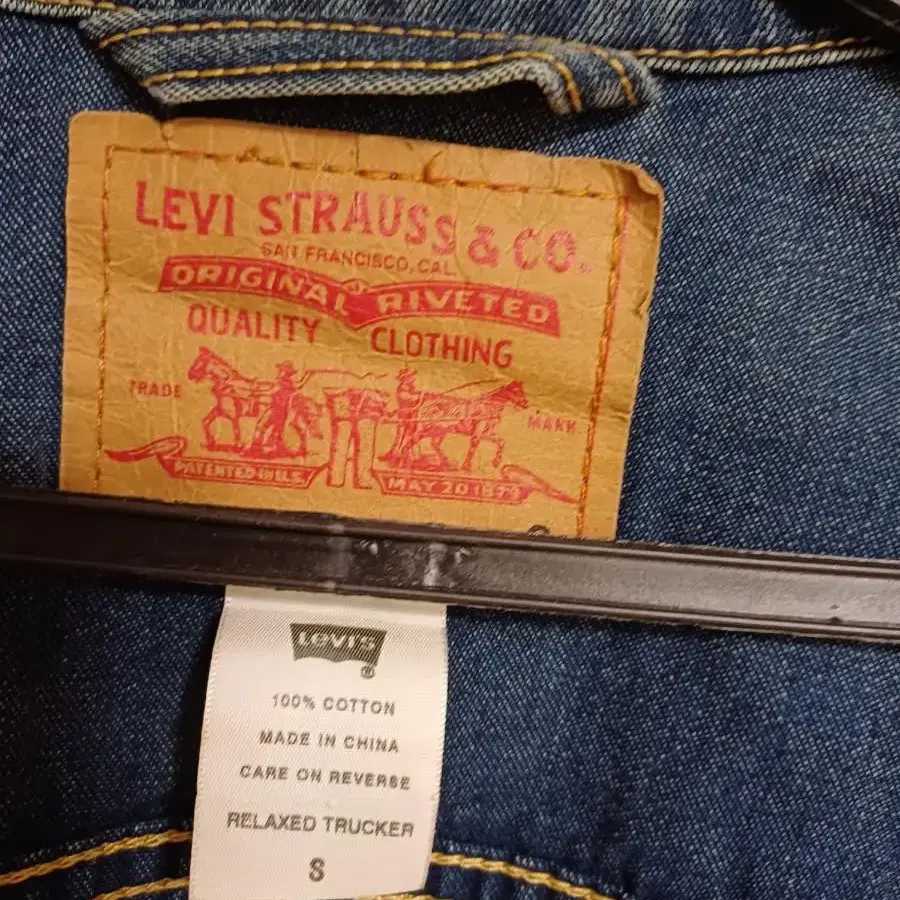 LEVI STRAUSS & CO.
SAN FRANCISCO, CAL
ORIGINAL RIVETED
QUALITY CLOTHING
TRADE MARK
PATENTED IN U.S. MAY 20 1873
LEVI'S
®
100% COTTON
MADE IN CHINA
CARE ON REVERSE
RELAXED TRUCKER
S